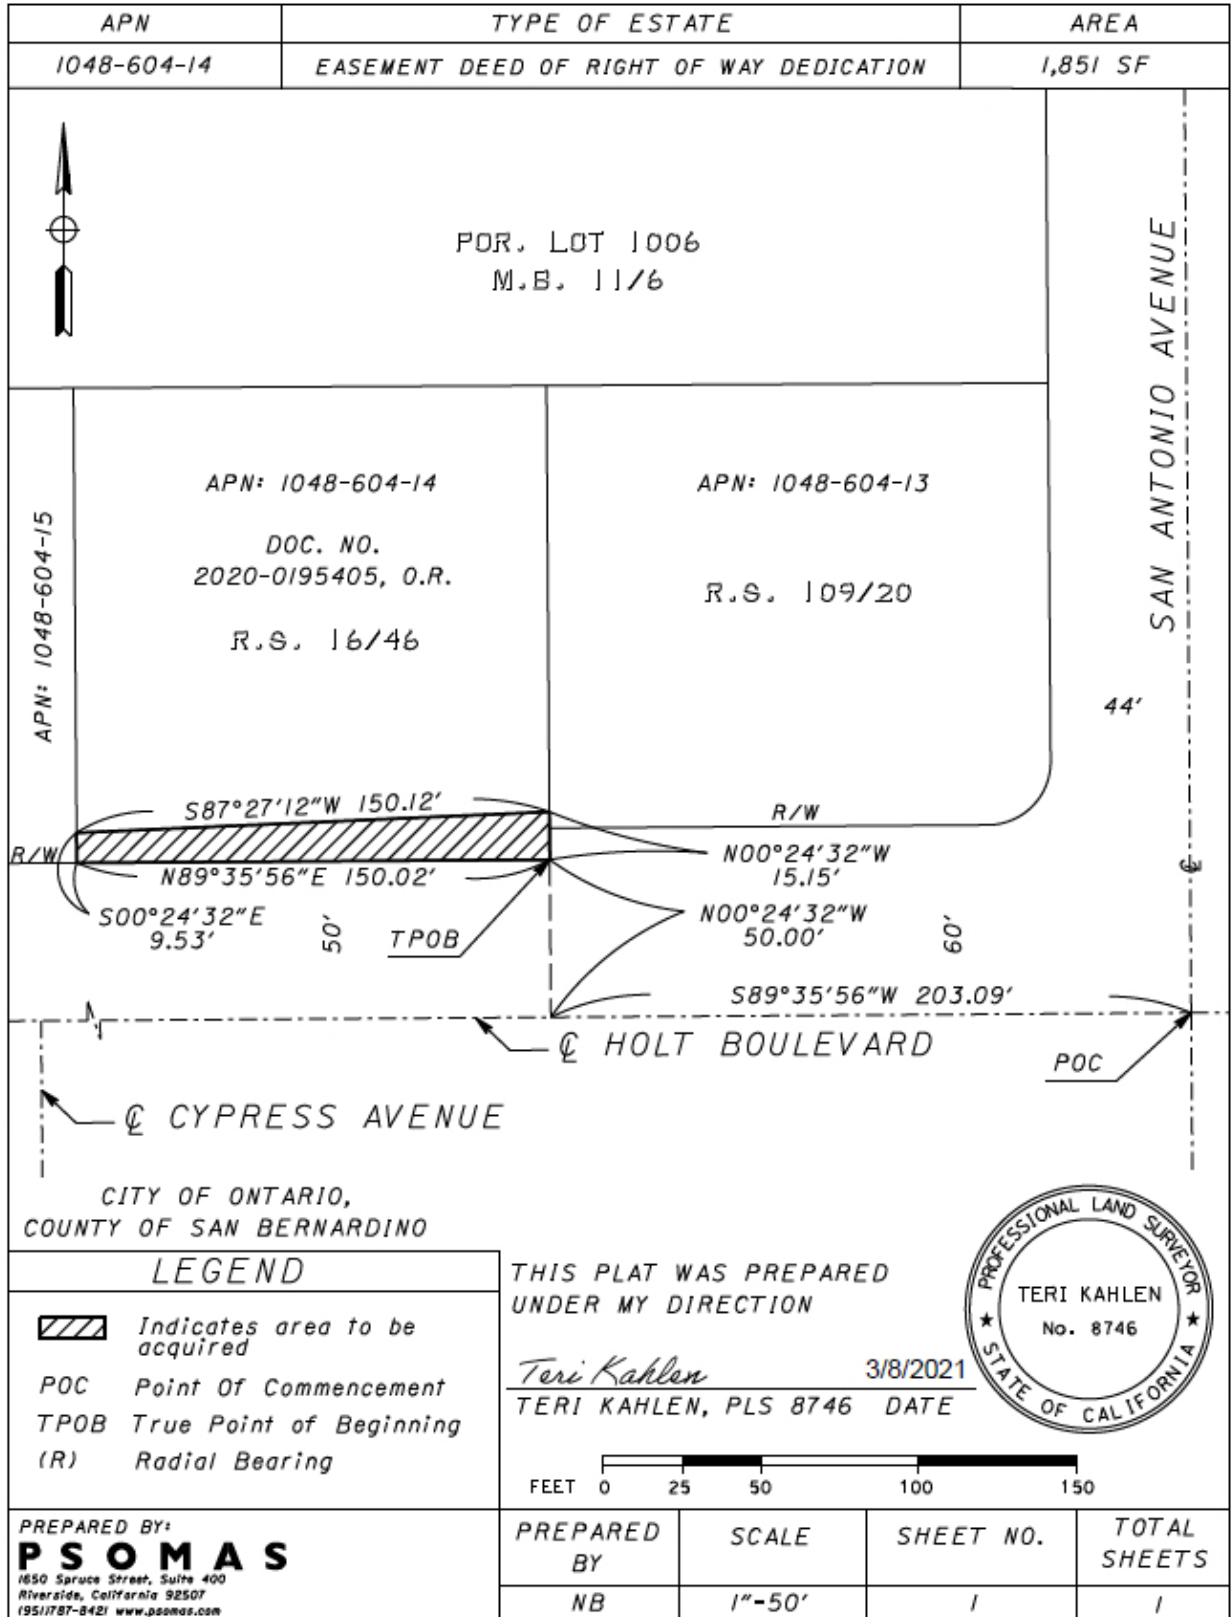 APN
TYPE OF ESTATE
AREA
1048-604-14
EASEMENT DEED OF RIGHT OF WAY DEDICATION
1,851 SF
POR. LOT 1006
M.B. 11/6
SAN ANTONIO AVENUE
APN: 1048-604-15
APN: 1048-604-14
DOC. NO.
2020-0195405, O.R.
R.S. 16/46
APN: 1048-604-13
R.S. 109/20
44'
S87°27'12"W 150.12'
R/W
R/W
N89°35'56"E 150.02'
N00°24'32"W
15.15'
S00°24'32"E
9.53'
50'
TPOB
N00°24'32"W
50.00'
60'
℄
S89°35'56"W 203.09'
℄ HOLT BOULEVARD
POC
℄ CYPRESS AVENUE
CITY OF ONTARIO,
COUNTY OF SAN BERNARDINO
LEGEND
Indicates area to be
acquired
POC Point Of Commencement
TPOB True Point of Beginning
(R) Radial Bearing
THIS PLAT WAS PREPARED
UNDER MY DIRECTION
Teri Kahlen 3/8/2021
TERI KAHLEN, PLS 8746 DATE
PROFESSIONAL LAND SURVEYOR
TERI KAHLEN
No. 8746
★ STATE OF CALIFORNIA ★
FEET 0 25 50 100 150
PREPARED BY:
PSOMAS
1650 Spruce Street, Suite 400
Riverside, California 92507
(951)787-8421 www.psomas.com
PREPARED
BY
SCALE
SHEET NO.
TOTAL
SHEETS
NB
1"-50'
1
1